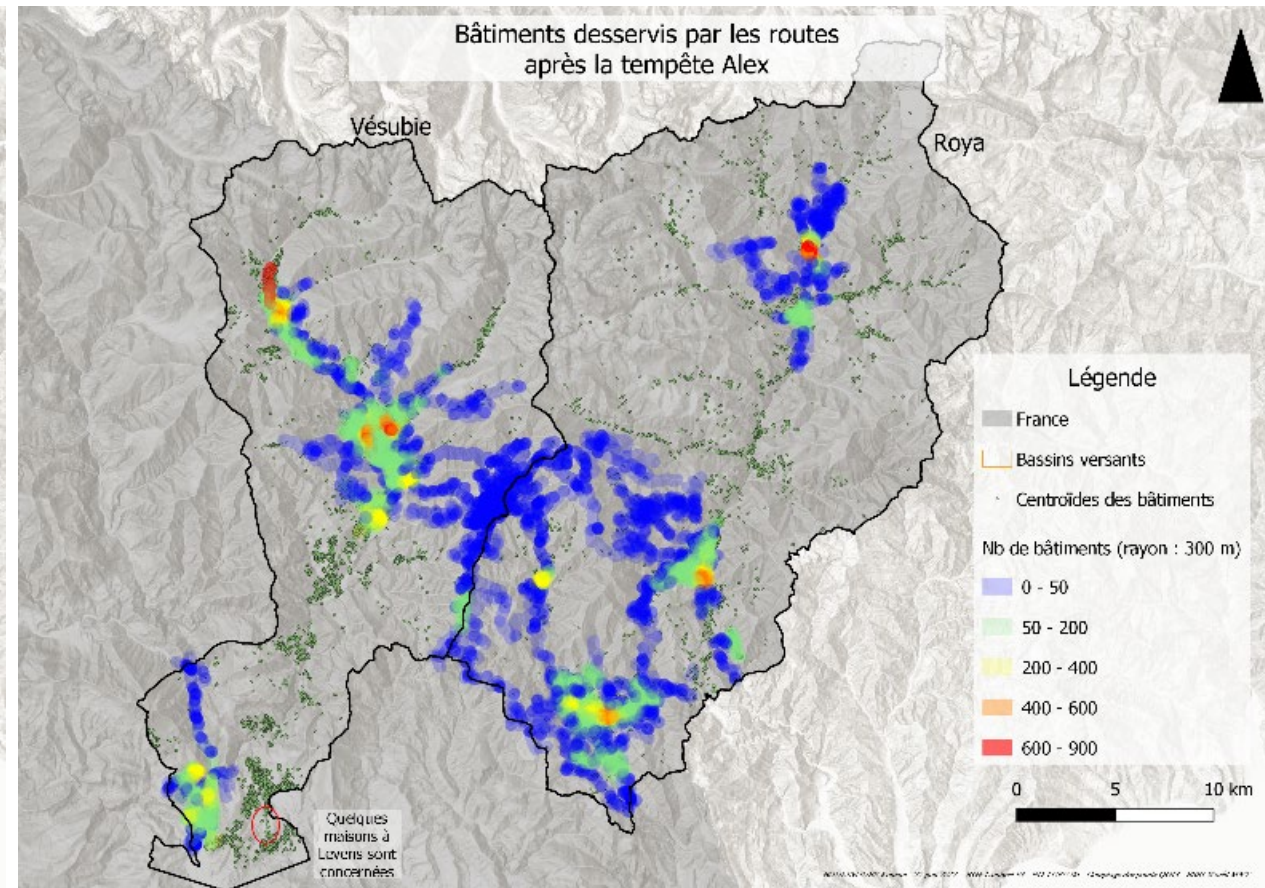 Bâtiments desservis par les routes
après la tempête Alex
Vésubie
Roya
Légende
France
Bassins versants
Centroïdes des bâtiments
Nb de bâtiments (rayon : 300 m)
0 - 50
50 - 200
200 - 400
400 - 600
600 - 900
0 5 10 km
Quelques
maisons à
Levens sont
concernées